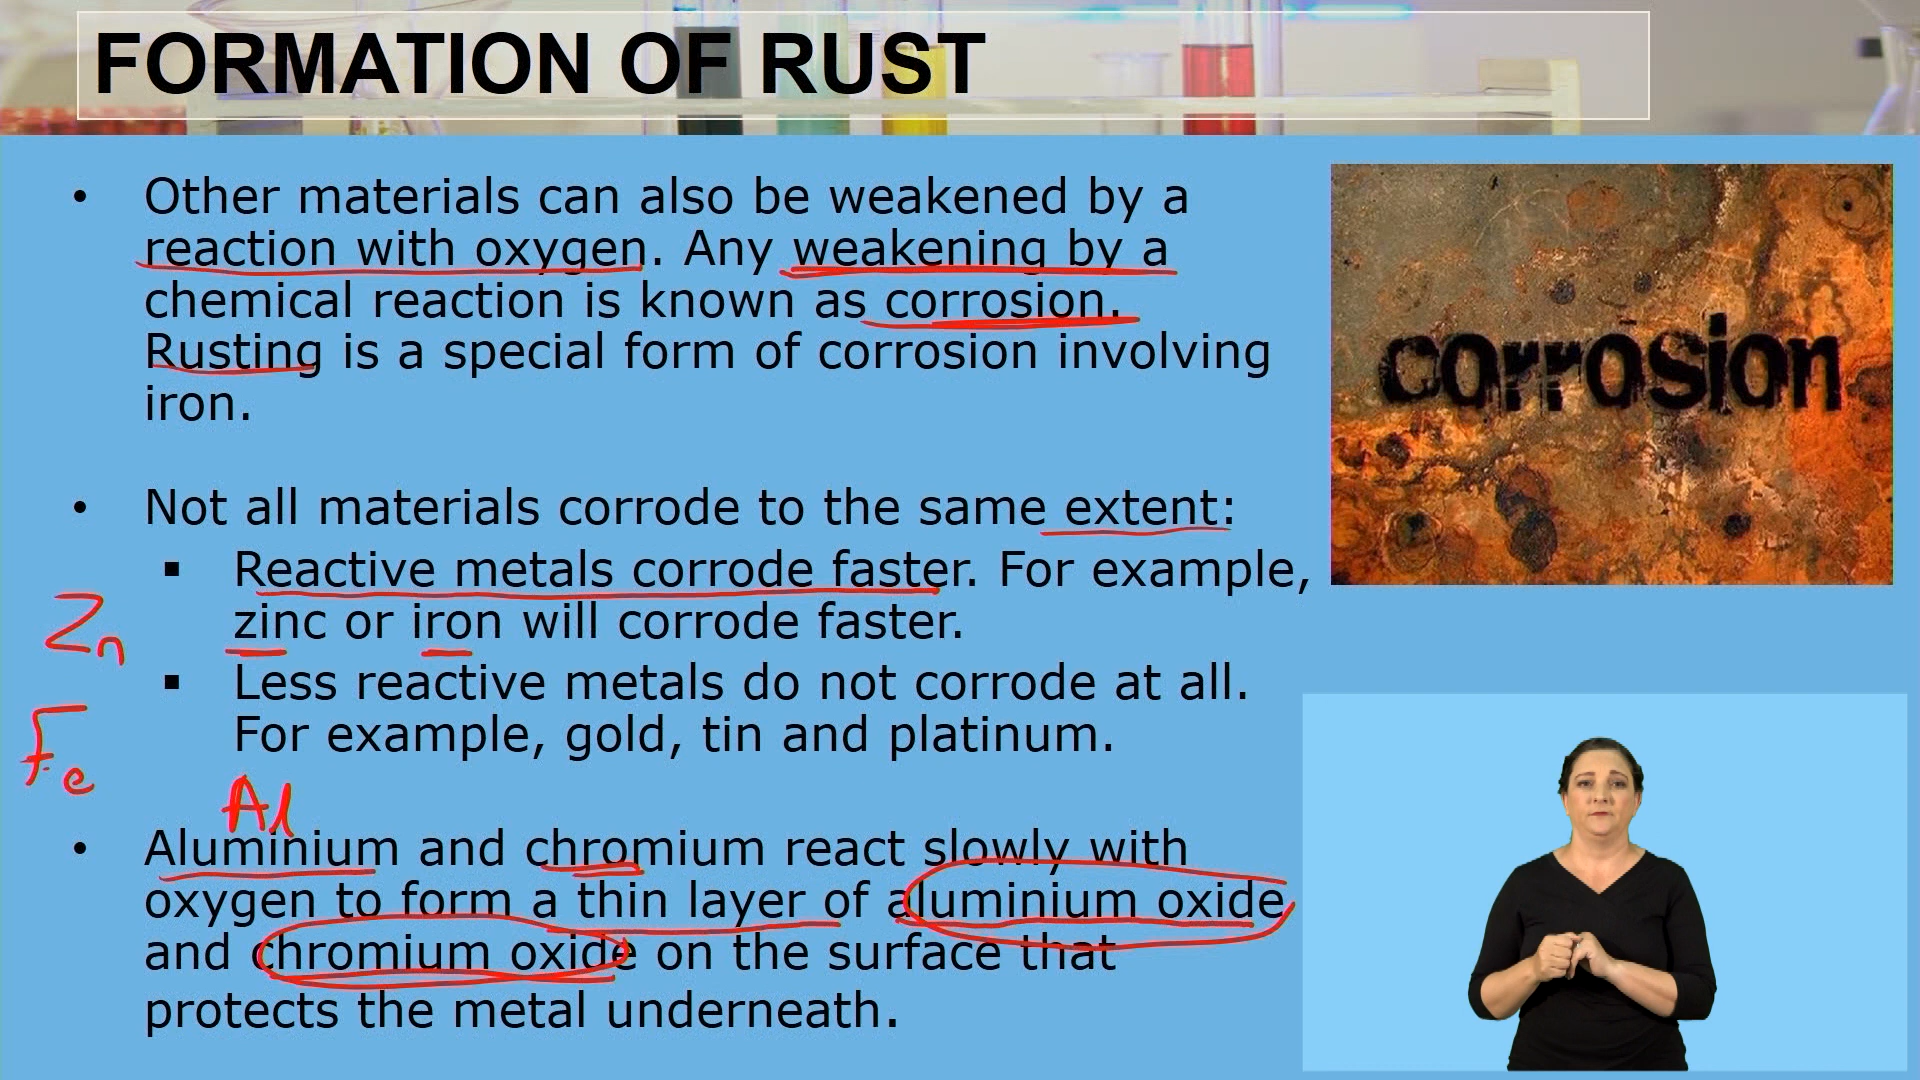 FORMATION OF RUST
• Other materials can also be weakened by a
reaction with oxygen. Any weakening by a
chemical reaction is known as corrosion.
Rusting is a special form of corrosion involving
iron.
corrosion
• Not all materials corrode to the same extent:
▪ Reactive metals corrode faster. For example,
zinc or iron will corrode faster.
Zn
▪ Less reactive metals do not corrode at all.
For example, gold, tin and platinum.
Fe
Al
• Aluminium and chromium react slowly with
oxygen to form a thin layer of aluminium oxide
and chromium oxide on the surface that
protects the metal underneath.